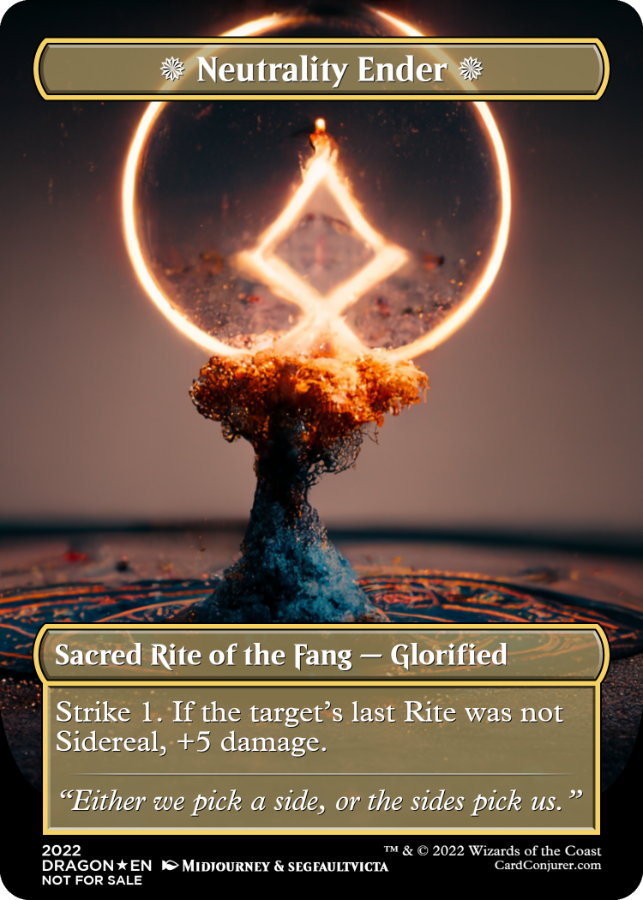 Neutrality Ender
Sacred Rite of the Fang — Glorified
Strike 1. If the target's last Rite was not
Sidereal, +5 damage.
“Either we pick a side, or the sides pick us.”
2022
DRAGON★EN Midjourney & segfaultvicta
NOT FOR SALE
™ & © 2022 Wizards of the Coast
CardConjurer.com